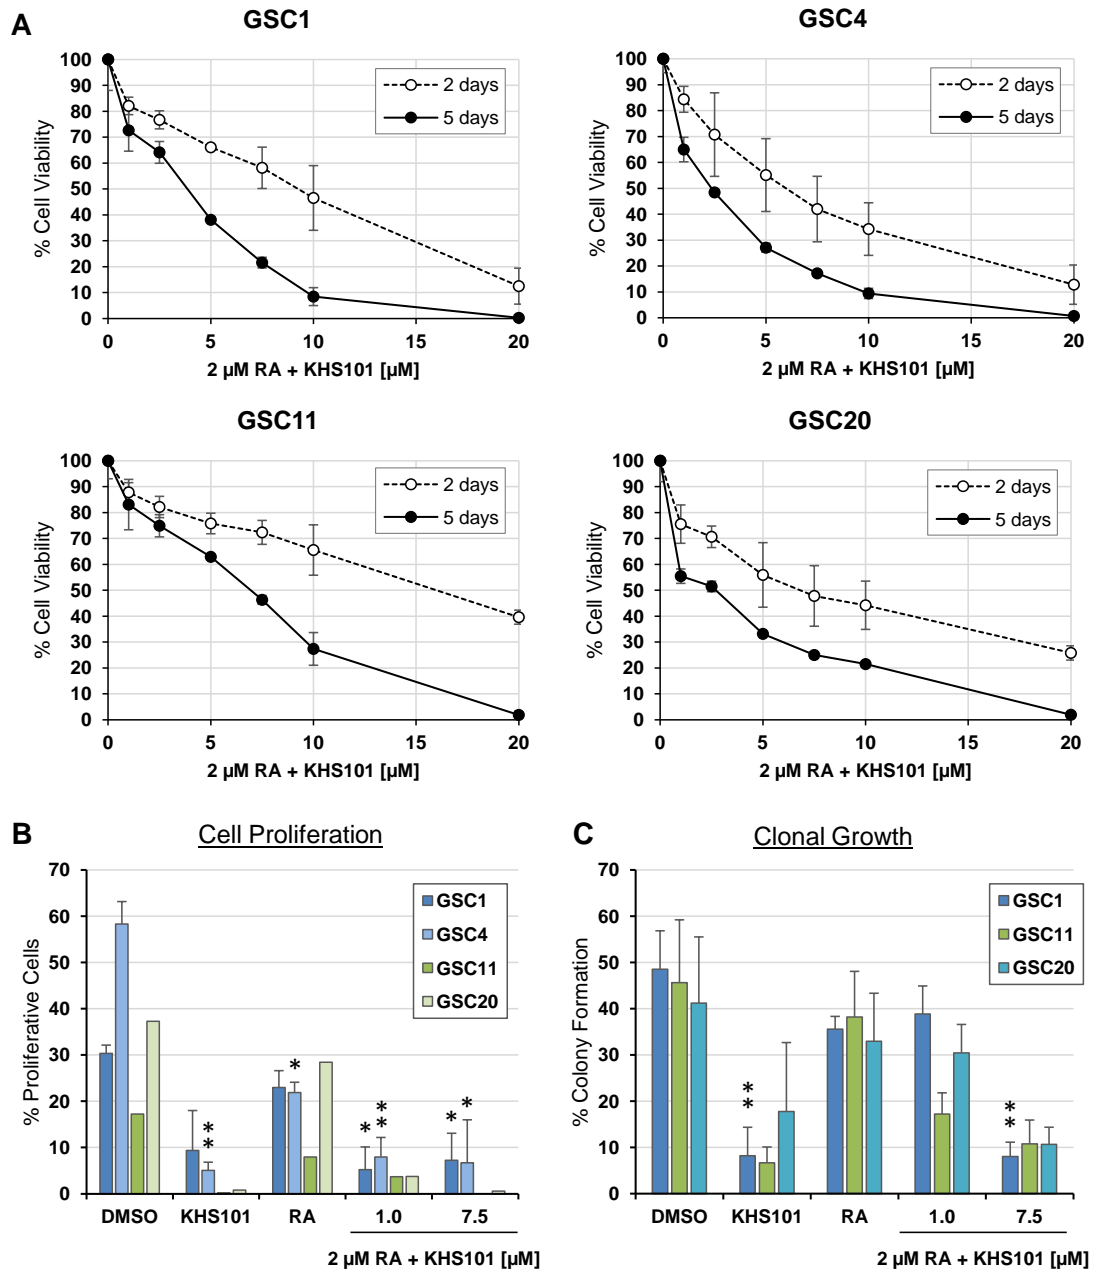 A
GSC1
100
90
80
70
60
50
40
30
20
10
0
% Cell Viability
2 days
5 days
0 5 10 15 20
2 µM RA + KHS101 [µM]
GSC4
100
90
80
70
60
50
40
30
20
10
0
% Cell Viability
2 days
5 days
0 5 10 15 20
2 µM RA + KHS101 [µM]
GSC11
100
90
80
70
60
50
40
30
20
10
0
% Cell Viability
2 days
5 days
0 5 10 15 20
2 µM RA + KHS101 [µM]
GSC20
100
90
80
70
60
50
40
30
20
10
0
% Cell Viability
2 days
5 days
0 5 10 15 20
2 µM RA + KHS101 [µM]
B
Cell Proliferation
70
60
50
40
30
20
10
0
% Proliferative Cells
GSC1
GSC4
GSC11
GSC20
**
*
*
**
*
*
DMSO KHS101 RA 1.0 7.5
2 µM RA + KHS101 [µM]
C
Clonal Growth
70
60
50
40
30
20
10
0
% Colony Formation
GSC1
GSC11
GSC20
**
**
DMSO KHS101 RA 1.0 7.5
2 µM RA + KHS101 [µM]